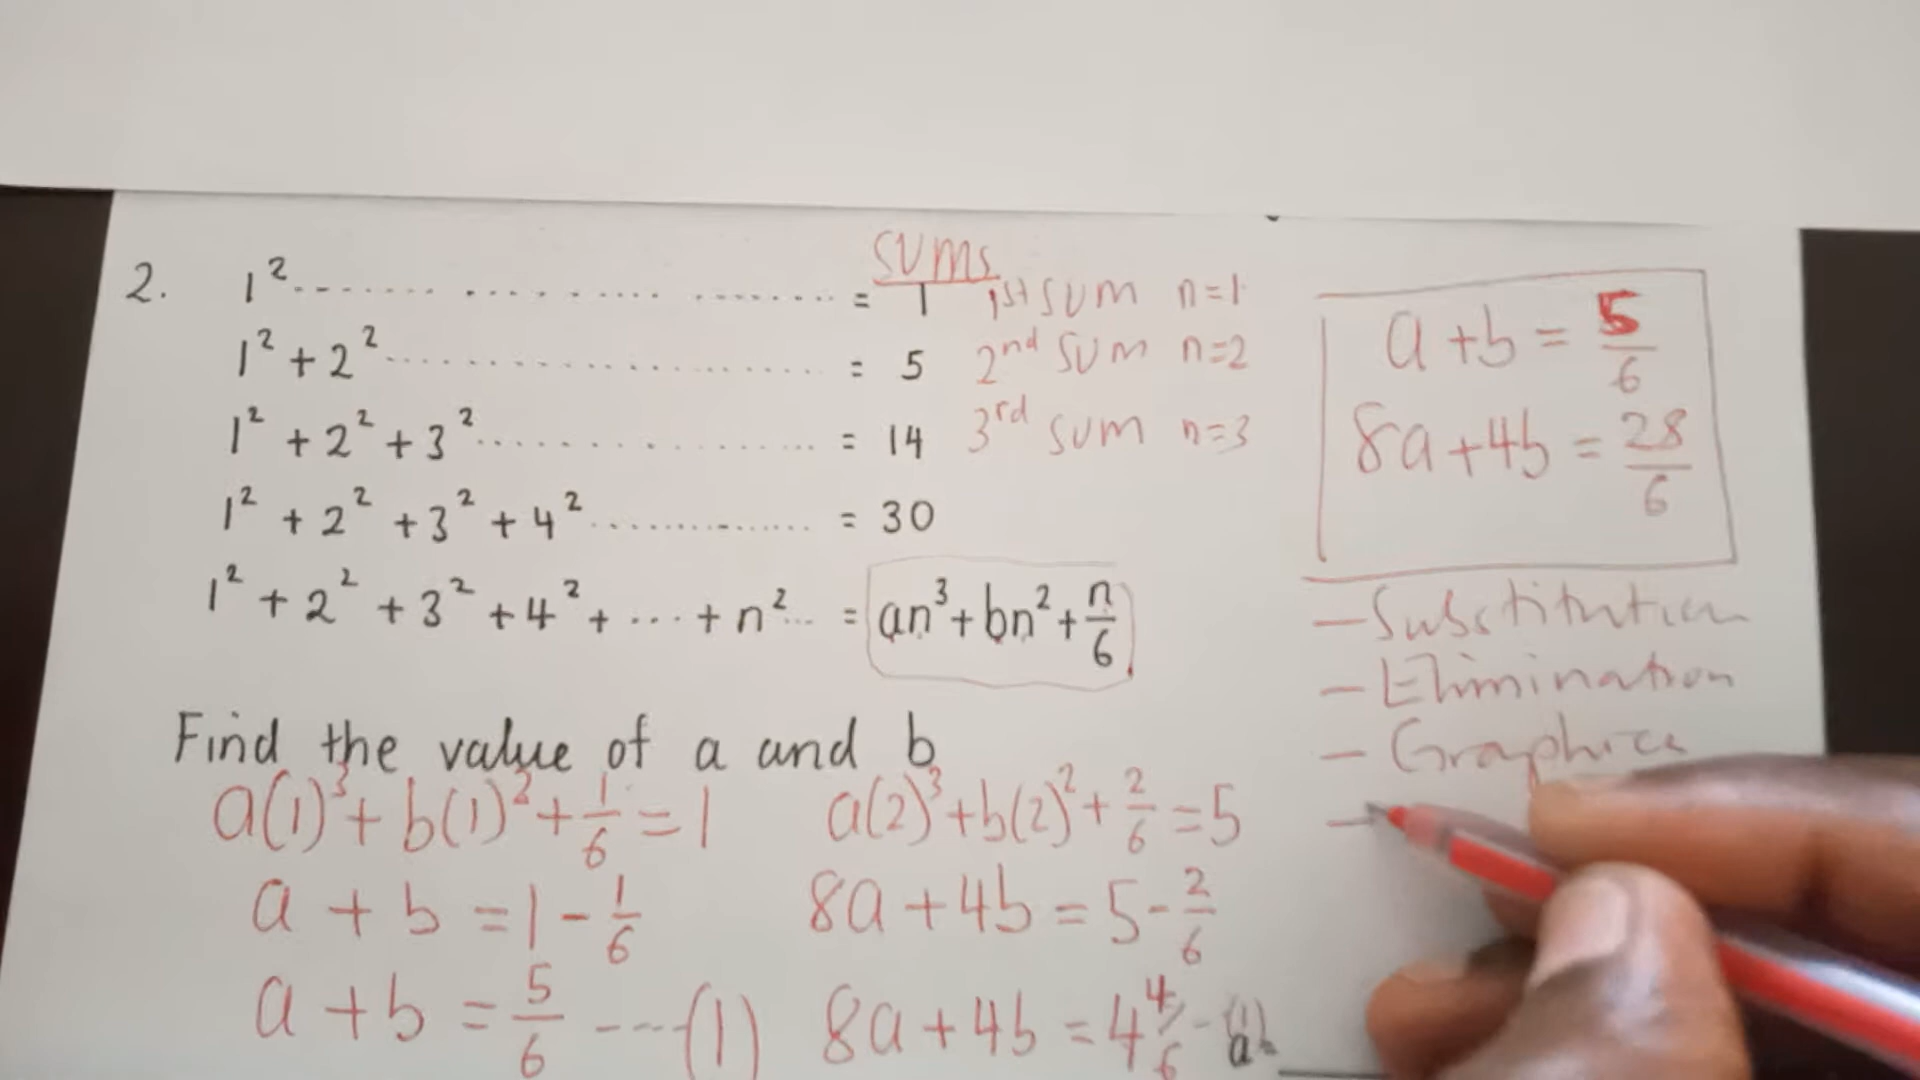 SUMS
2. 1².................... = 1 1st SUM n=1
1² + 2².................... = 5 2nd SUM n=2
1² + 2² + 3².................... = 14 3rd SUM n=3
1² + 2² + 3² + 4².............. = 30
1² + 2² + 3² + 4² + ... + n².. = an³ + bn² + n/6
Find the value of a and b
a(1)³ + b(1)² + 1/6 = 1
a + b = 1 - 1/6
a + b = 5/6 ---(1)
a(2)³ + b(2)² + 2/6 = 5
8a + 4b = 5 - 2/6
8a + 4b = 4 4/6 -
a + b = 5/6
8a + 4b = 28/6
— Substitution
— Elimination
— Graphics
—